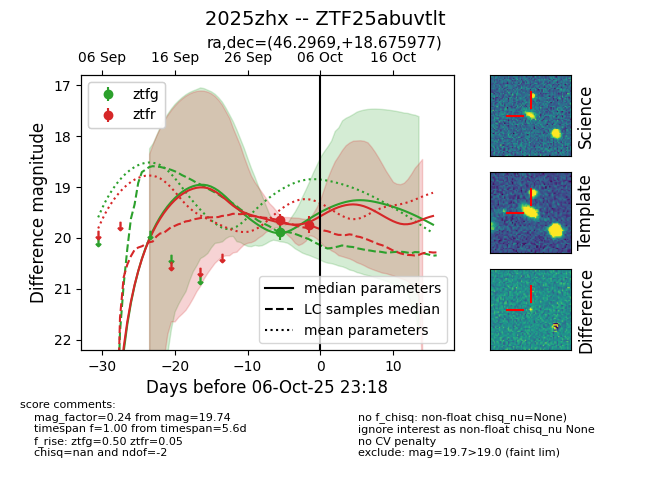 2025zhx -- ZTF25abuvtlt
ra,dec=(46.2969,+18.675977)
06 Sep
16 Sep
26 Sep
06 Oct
16 Oct
17
18
19
20
21
22
Difference magnitude
ztfg
ztfr
median parameters
LC samples median
mean parameters
−30
−20
−10
0
10
Days before 06-Oct-25 23:18
Science
Template
Difference
score comments:
mag_factor=0.24 from mag=19.74
timespan f=1.00 from timespan=5.6d
f_rise: ztfg=0.50 ztfr=0.05
chisq=nan and ndof=-2
no f_chisq: non-float chisq_nu=None)
ignore interest as non-float chisq_nu None
no CV penalty
exclude: mag=19.7>19.0 (faint lim)